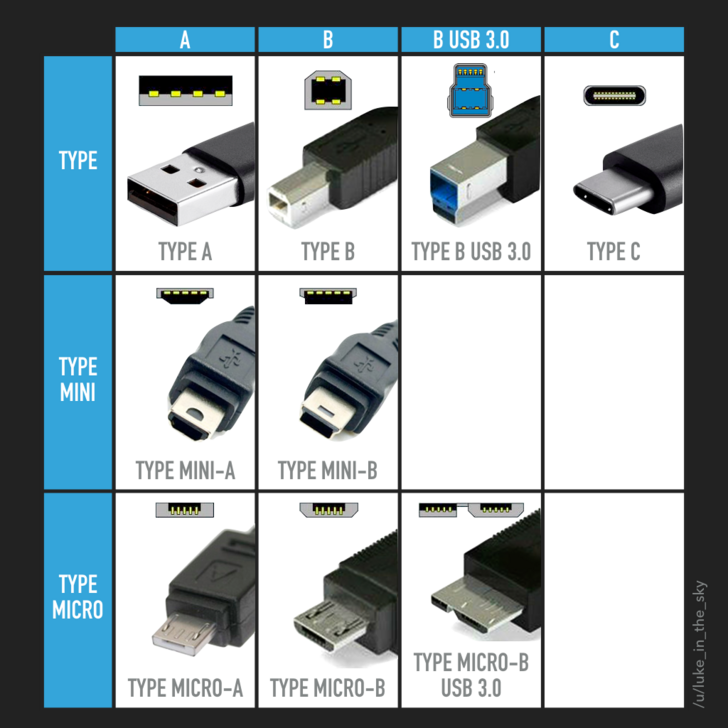 A
B
B USB 3.0
C
TYPE
TYPE A
TYPE B
TYPE B USB 3.0
TYPE C
TYPE
MINI
TYPE MINI-A
TYPE MINI-B
TYPE
MICRO
TYPE MICRO-A
TYPE MICRO-B
TYPE MICRO-B
USB 3.0
/u/luke_in_the_sky